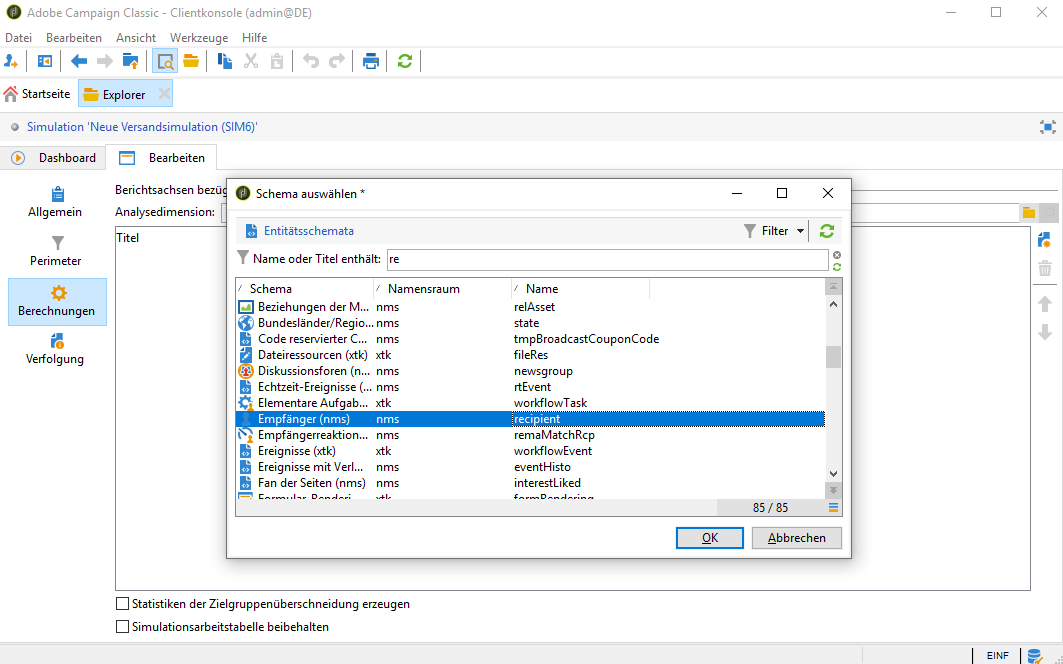 Adobe Campaign Classic - Clientkonsole (admin@DE)
Datei Bearbeiten Ansicht Werkzeuge Hilfe
Startseite Explorer
Simulation 'Neue Versandsimulation (SIM6)'
Dashboard Bearbeiten
Allgemein
Perimeter
Berechnungen
Verfolgung
Berichtsachsen bezüg
Analysedimension:
Titel
Schema auswählen *
Entitätsschemata
Filter
Name oder Titel enthält: re
Schema Namensraum Name
Beziehungen der M... nms relAsset
Bundesländer/Regio... nms state
Code reservierter C... nms tmpBroadcastCouponCode
Dateiressourcen (xtk) xtk fileRes
Diskussionsforen (n... nms newsgroup
Echtzeit-Ereignisse (... nms rtEvent
Elementare Aufgab... xtk workflowTask
Empfänger (nms) nms recipient
Empfängerreaktion... nms remaMatchRcp
Ereignisse (xtk) xtk workflowEvent
Ereignisse mit Verl... nms eventHisto
Fan der Seiten (nms) nms interestLiked
Formular-Renderi... xtk formRendering
85 / 85
OK Abbrechen
Statistiken der Zielgruppenüberschneidung erzeugen
Simulationsarbeitstabelle beibehalten
EINF